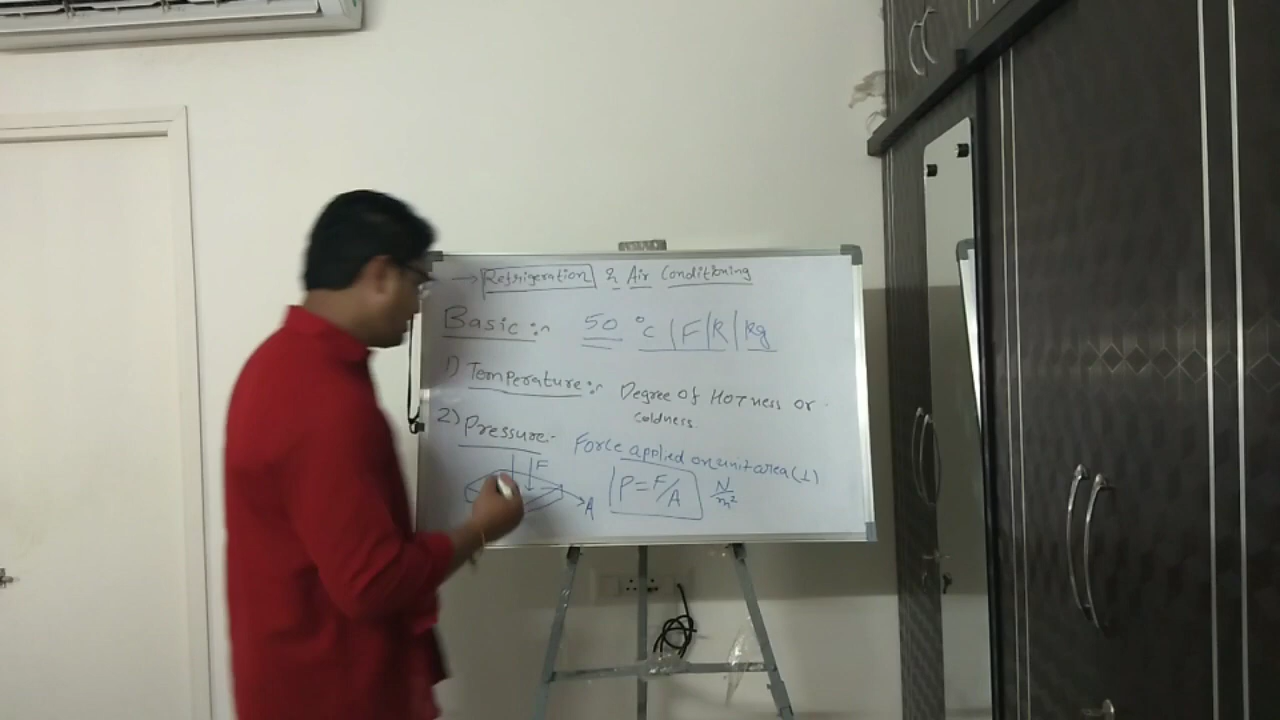 → Refrigeration & Air Conditioning
Basic :- 50 °c | F | R | kg
1) Temperature :- Degree of HOTness or
coldness.
2) Pressure - Force applied on unit area (⊥)
F
A
P = F/A N/m²